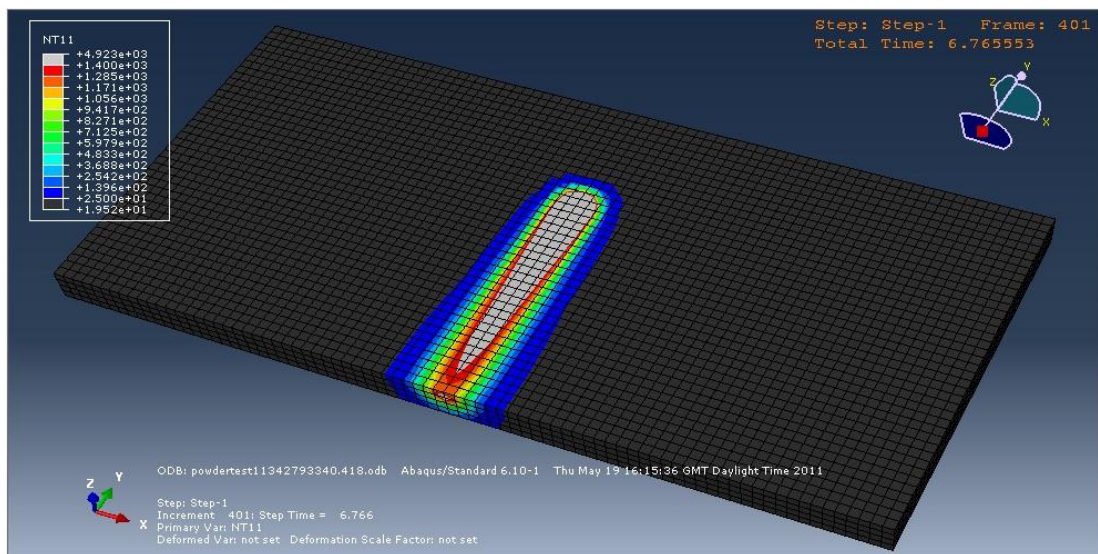 Step: Step-1 Frame: 401
Total Time: 6.765553
NT11
+4.923e+03
+1.400e+03
+1.285e+03
+1.171e+03
+1.056e+03
+9.417e+02
+8.271e+02
+7.125e+02
+5.979e+02
+4.833e+02
+3.688e+02
+2.542e+02
+1.396e+02
+2.500e+01
+1.952e+01
Y
Z
X
ODB: powdertest11342793340.418.odb Abaqus/Standard 6.10-1 Thu May 19 16:15:36 GMT Daylight Time 2011
Z Y
X
Step: Step-1
Increment 401: Step Time = 6.766
Primary Var: NT11
Deformed Var: not set Deformation Scale Factor: not set